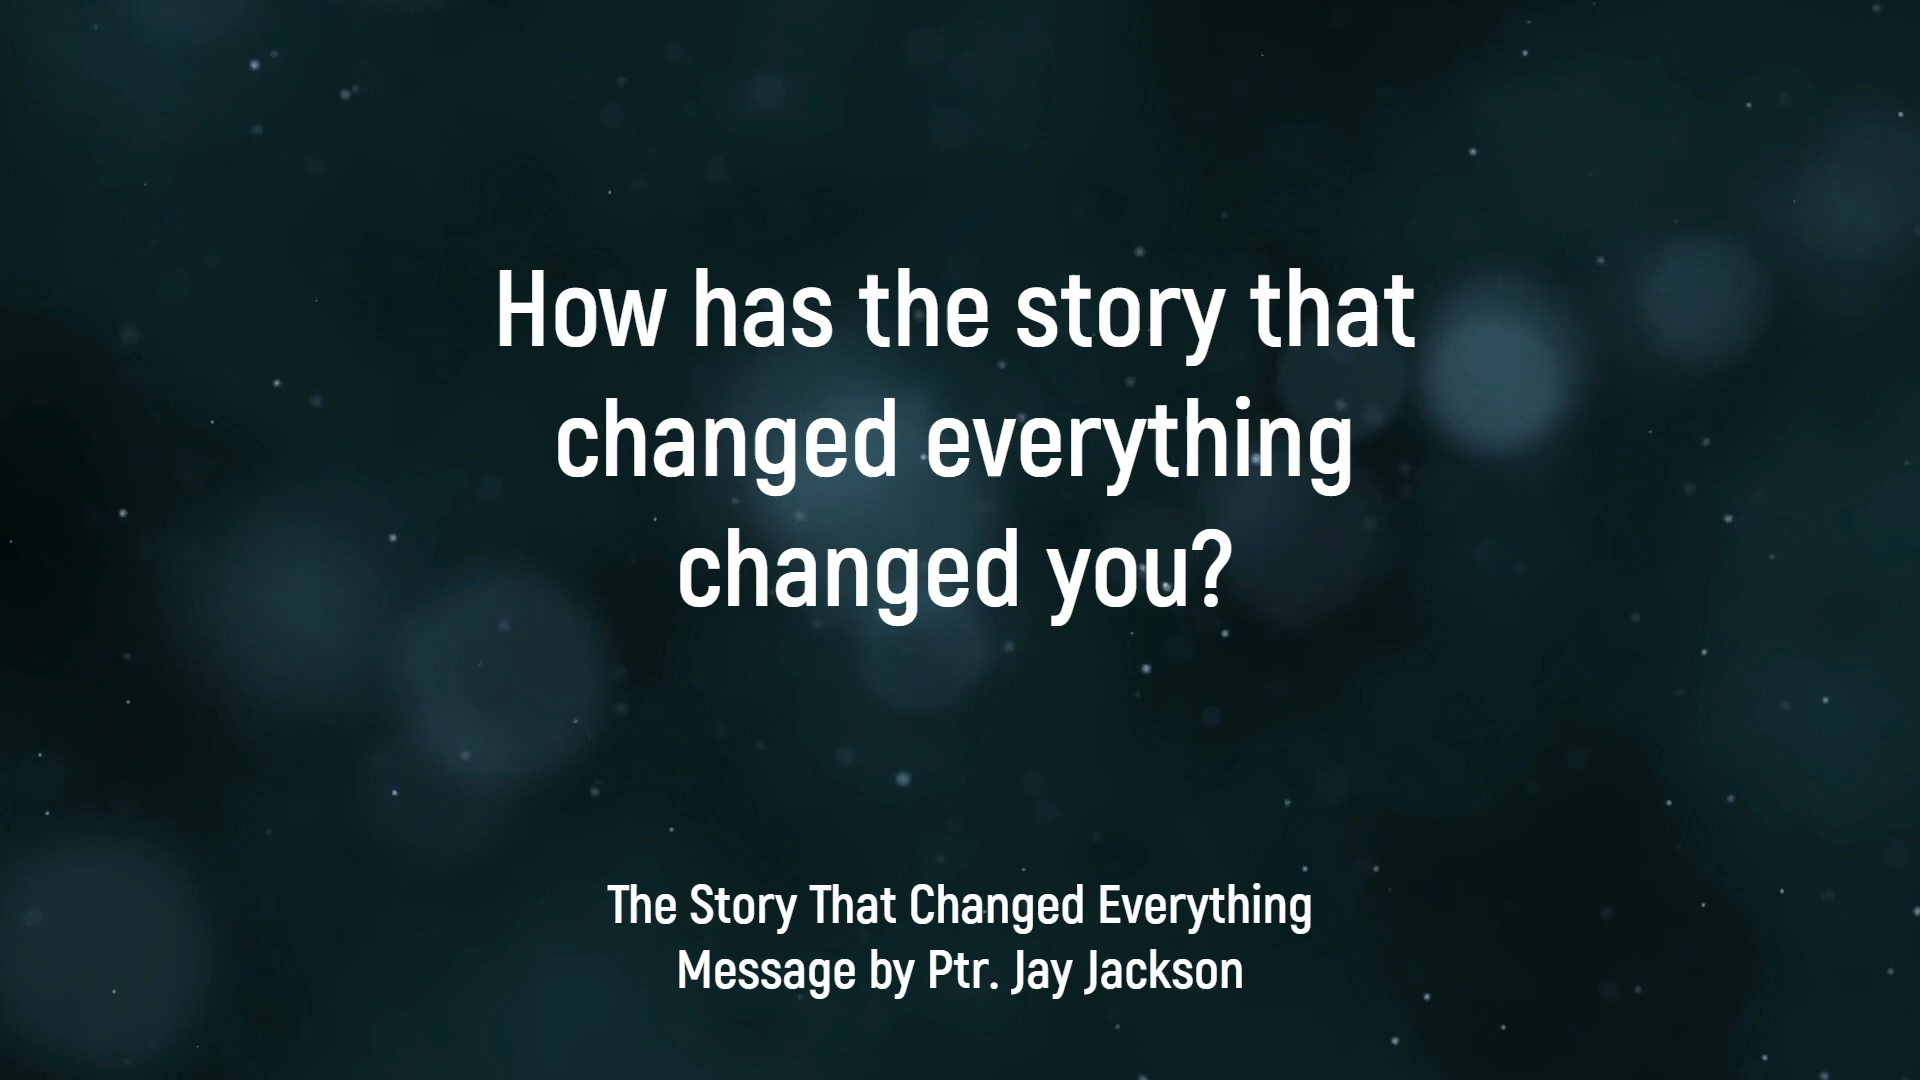 How has the story that
changed everything
changed you?
The Story That Changed Everything
Message by Ptr. Jay Jackson